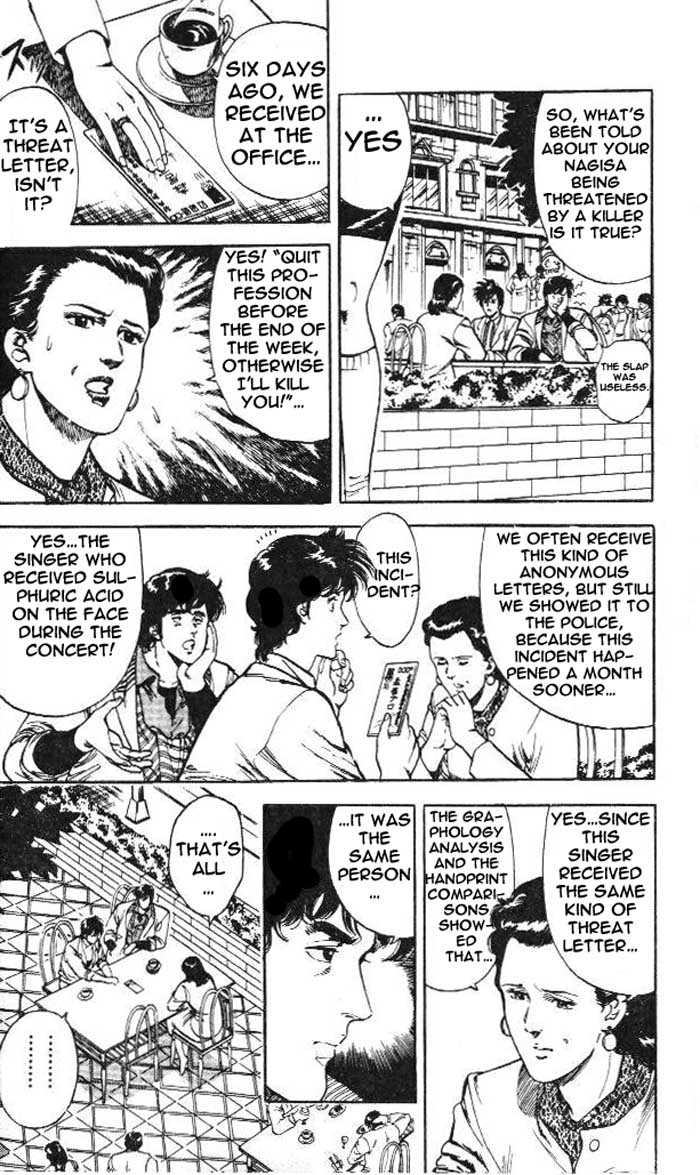 SO, WHAT'S
BEEN TOLD
ABOUT YOUR
NAGISA
BEING
THREATENED
BY A KILLER
IS IT TRUE?
...
YES
THE SLAP
WAS
USELESS.
SIX DAYS
AGO, WE
RECEIVED
AT THE
OFFICE...
IT'S A
THREAT
LETTER,
ISN'T
IT?
YES! "QUIT
THIS PRO-
FESSION
BEFORE
THE END OF
THE WEEK,
OTHERWISE
I'LL KILL
YOU!"...
WE OFTEN RECEIVE
THIS KIND OF
ANONYMOUS
LETTERS, BUT STILL
WE SHOWED IT TO
THE POLICE,
BECAUSE THIS
INCIDENT HAP-
PENED A MONTH
SOONER...
THIS
INCI-
DENT?
YES...THE
SINGER WHO
RECEIVED SUL-
PHURIC ACID
ON THE FACE
DURING THE
CONCERT!
YES...SINCE
THIS
SINGER
RECEIVED
THE SAME
KIND OF
THREAT
LETTER...
THE GRA-
PHOLOGY
ANALYSIS
AND THE
HANDPRINT
COMPARI-
SONS
SHOW-
ED
THAT...
...IT WAS
THE
SAME
PERSON
...
....
THAT'S
ALL
...
......
......